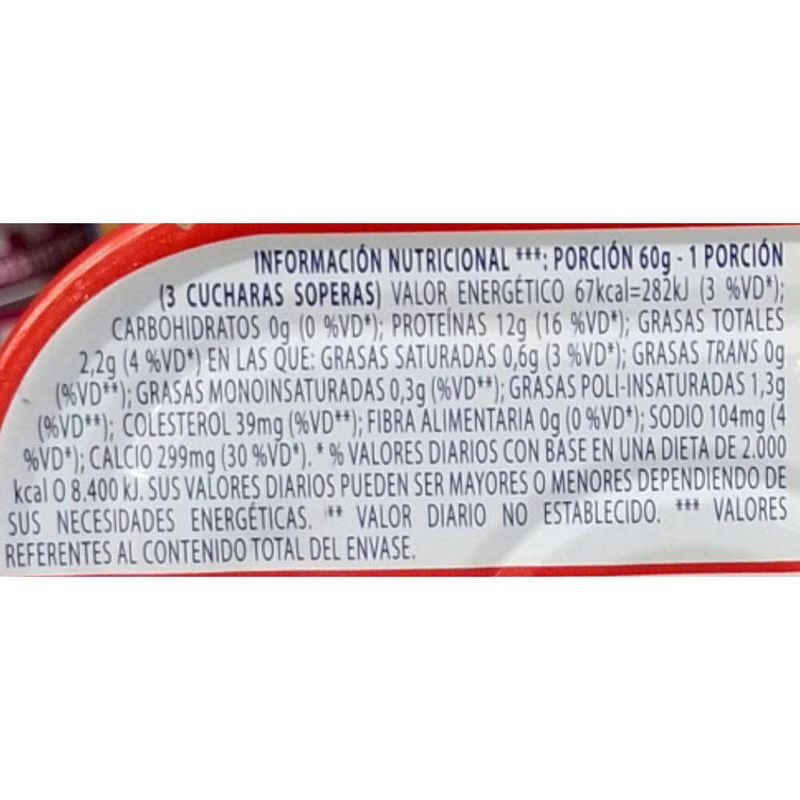 INFORMACIÓN NUTRICIONAL ***: PORCIÓN 60g - 1 PORCIÓN
(3 CUCHARAS SOPERAS) VALOR ENERGÉTICO 67kcal=282kJ (3 %VD*);
CARBOHIDRATOS 0g (0 %VD*); PROTEÍNAS 12g (16 %VD*); GRASAS TOTALES
2,2g (4 %VD*) EN LAS QUE: GRASAS SATURADAS 0,6g (3 %VD*); GRASAS TRANS 0g
(%VD**); GRASAS MONOINSATURADAS 0,3g (%VD**); GRASAS POLI-INSATURADAS 1,3g
(%VD**); COLESTEROL 39mg (%VD**); FIBRA ALIMENTARIA 0g (0 %VD*); SODIO 104mg (4
%VD*); CALCIO 299mg (30 %VD*). * % VALORES DIARIOS CON BASE EN UNA DIETA DE 2.000
kcal O 8.400 kJ. SUS VALORES DIARIOS PUEDEN SER MAYORES O MENORES DEPENDIENDO DE
SUS NECESIDADES ENERGÉTICAS. ** VALOR DIARIO NO ESTABLECIDO. *** VALORES
REFERENTES AL CONTENIDO TOTAL DEL ENVASE.